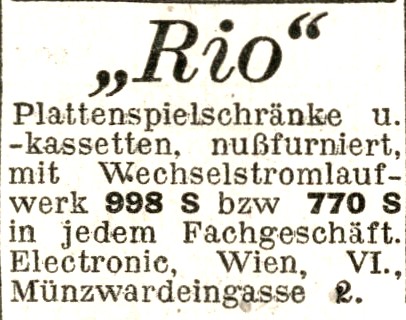 „Rio“
Plattenspielschränke u.
-kassetten, nußfurniert,
mit Wechselstromlauf-
werk 998 S bzw 770 S
in jedem Fachgeschäft.
Electronic, Wien, VI.,
Münzwardeingasse 2.